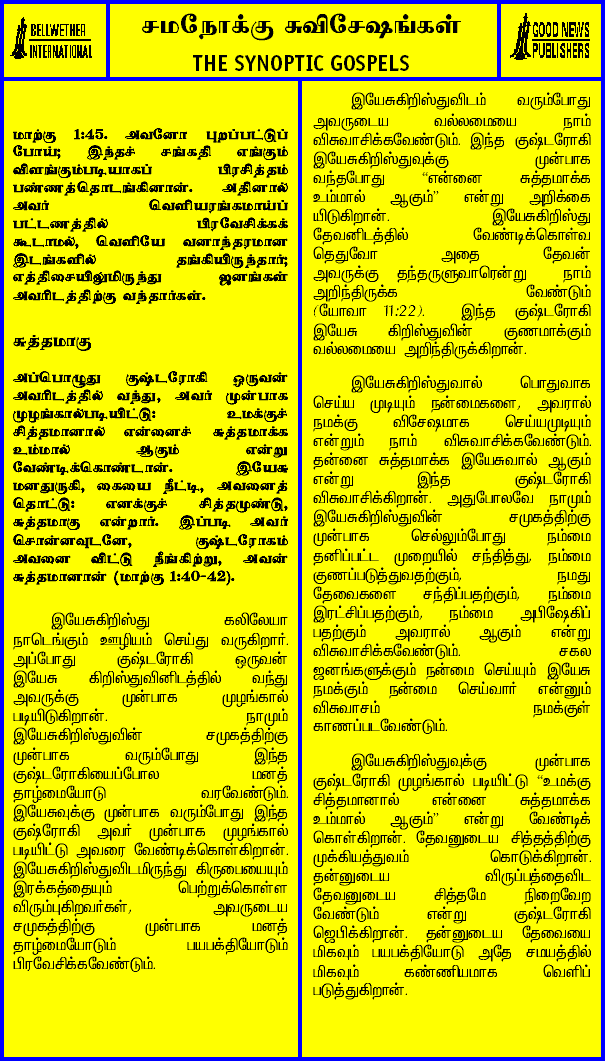 BELLWETHER
INTERNATIONAL
சமநோக்கு சுவிசேஷங்கள்
THE SYNOPTIC GOSPELS
GOOD NEWS
PUBLISHERS
மாற்கு 1:45. அவனோ புறப்பட்டுப்
போய்; இந்தச் சங்கதி எங்கும்
விளங்கும்படியாகப் பிரசித்தம்
பண்ணத்தொடங்கினான். அதினால்
அவர் வெளியரங்கமாய்ப்
பட்டணத்தில் பிரவேசிக்கக்
கூடாமல், வெளியே வனாந்தரமான
இடங்களில் தங்கியிருந்தார்;
எத்திசையிலுமிருந்து ஜனங்கள்
அவரிடத்திற்கு வந்தார்கள்.
சுத்தமாகு
அப்பொழுது குஷ்டரோகி ஒருவன்
அவரிடத்தில் வந்து, அவர் முன்பாக
முழங்கால்படியிட்டு: உமக்குச்
சித்தமானால் என்னைச் சுத்தமாக்க
உம்மால் ஆகும் என்று
வேண்டிக்கொண்டான். இயேசு
மனதுருகி, கையை நீட்டி, அவனைத்
தொட்டு: எனக்குச் சித்தமுண்டு,
சுத்தமாகு என்றார். இப்படி அவர்
சொன்னவுடனே, குஷ்டரோகம்
அவனை விட்டு நீங்கிற்று, அவன்
சுத்தமானான் (மாற்கு 1:40-42).
இயேசுகிறிஸ்து கலிலேயா
நாடெங்கும் ஊழியம் செய்து வருகிறார்.
அப்போது குஷ்டரோகி ஒருவன்
இயேசு கிறிஸ்துவினிடத்தில் வந்து
அவருக்கு முன்பாக முழங்கால்
படியிடுகிறான். நாமும்
இயேசுகிறிஸ்துவின் சமுகத்திற்கு
முன்பாக வரும்போது இந்த
குஷ்டரோகியைப்போல மனத்
தாழ்மையோடு வரவேண்டும்.
இயேசுவுக்கு முன்பாக வரும்போது இந்த
குஷ்ரோகி அவர் முன்பாக முழங்கால்
படியிட்டு அவரை வேண்டிக்கொள்கிறான்.
இயேசுகிறிஸ்துவிடமிருந்து கிருபையையும்
இரக்கத்தையும் பெற்றுக்கொள்ள
விரும்புகிறவர்கள், அவருடைய
சமுகத்திற்கு முன்பாக மனத்
தாழ்மையோடும் பயபக்தியோடும்
பிரவேசிக்கவேண்டும்.
இயேசுகிறிஸ்துவிடம் வரும்போது
அவருடைய வல்லமையை நாம்
விசுவாசிக்கவேண்டும். இந்த குஷ்டரோகி
இயேசுகிறிஸ்துவுக்கு முன்பாக
வந்தபோது “என்னை சுத்தமாக்க
உம்மால் ஆகும்” என்று அறிக்கை
யிடுகிறான். இயேசுகிறிஸ்து
தேவனிடத்தில் வேண்டிக்கொள்வ
தெதுவோ அதை தேவன்
அவருக்கு தந்தருளுவாரென்று நாம்
அறிந்திருக்க வேண்டும்
(யோவா 11:22). இந்த குஷ்டரோகி
இயேசு கிறிஸ்துவின் குணமாக்கும்
வல்லமையை அறிந்திருக்கிறான்.
இயேசுகிறிஸ்துவால் பொதுவாக
செய்ய முடியும் நன்மைகளை, அவரால்
நமக்கு விசேஷமாக செய்யமுடியும்
என்றும் நாம் விசுவாசிக்கவேண்டும்.
தன்னை சுத்தமாக்க இயேசுவால் ஆகும்
என்று இந்த குஷ்டரோகி
விசுவாசிக்கிறான். அதுபோலவே நாமும்
இயேசுகிறிஸ்துவின் சமுகத்திற்கு
முன்பாக செல்லும்போது நம்மை
தனிப்பட்ட முறையில் சந்தித்து, நம்மை
குணப்படுத்துவதற்கும், நமது
தேவைகளை சந்திப்பதற்கும், நம்மை
இரட்சிப்பதற்கும், நம்மை அபிஷேகிப்
பதற்கும் அவரால் ஆகும் என்று
விசுவாசிக்கவேண்டும். சகல
ஜனங்களுக்கும் நன்மை செய்யும் இயேசு
நமக்கும் நன்மை செய்வார் என்னும்
விசுவாசம் நமக்குள்
காணப்படவேண்டும்.
இயேசுகிறிஸ்துவுக்கு முன்பாக
குஷ்டரோகி முழங்கால் படியிட்டு “உமக்கு
சித்தமானால் என்னை சுத்தமாக்க
உம்மால் ஆகும்” என்று வேண்டிக்
கொள்கிறான். தேவனுடைய சித்தத்திற்கு
முக்கியத்துவம் கொடுக்கிறான்.
தன்னுடைய விருப்பத்தைவிட
தேவனுடைய சித்தமே நிறைவேற
வேண்டும் என்று குஷ்டரோகி
ஜெபிக்கிறான். தன்னுடைய தேவையை
மிகவும் பயபக்தியோடு அதே சமயத்தில்
மிகவும் கண்ணியமாக வெளிப்
படுத்துகிறான்.